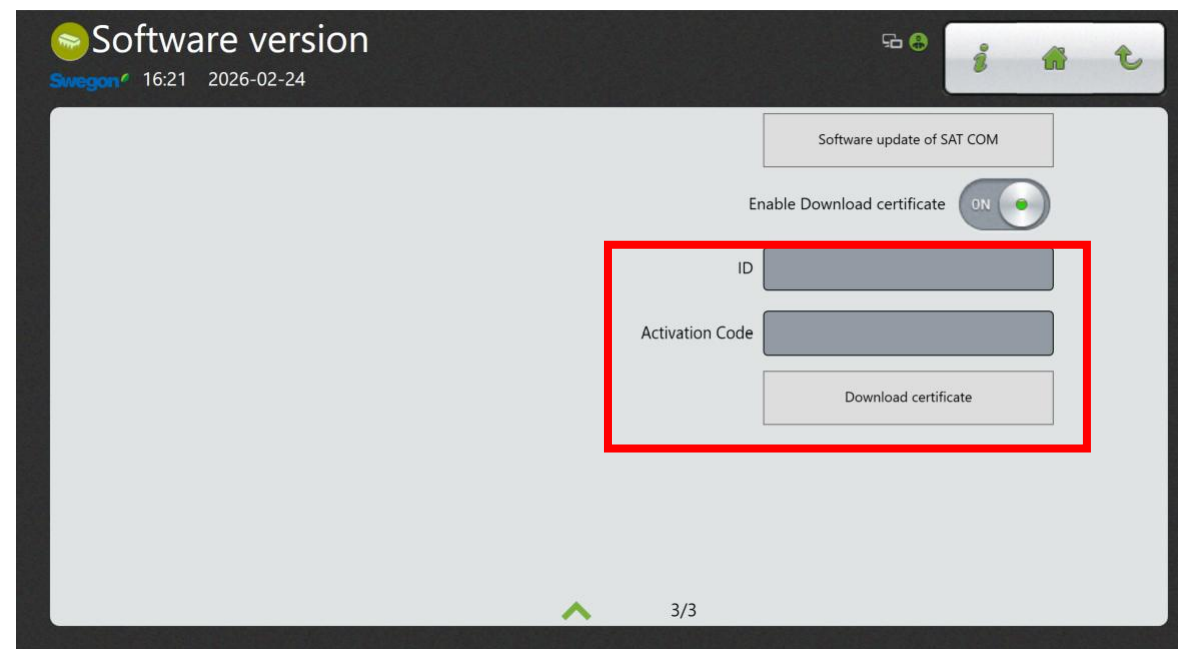 Software version
Swegon 16:21 2026-02-24
i
Software update of SAT COM
Enable Download certificate ON
ID
Activation Code
Download certificate
3/3